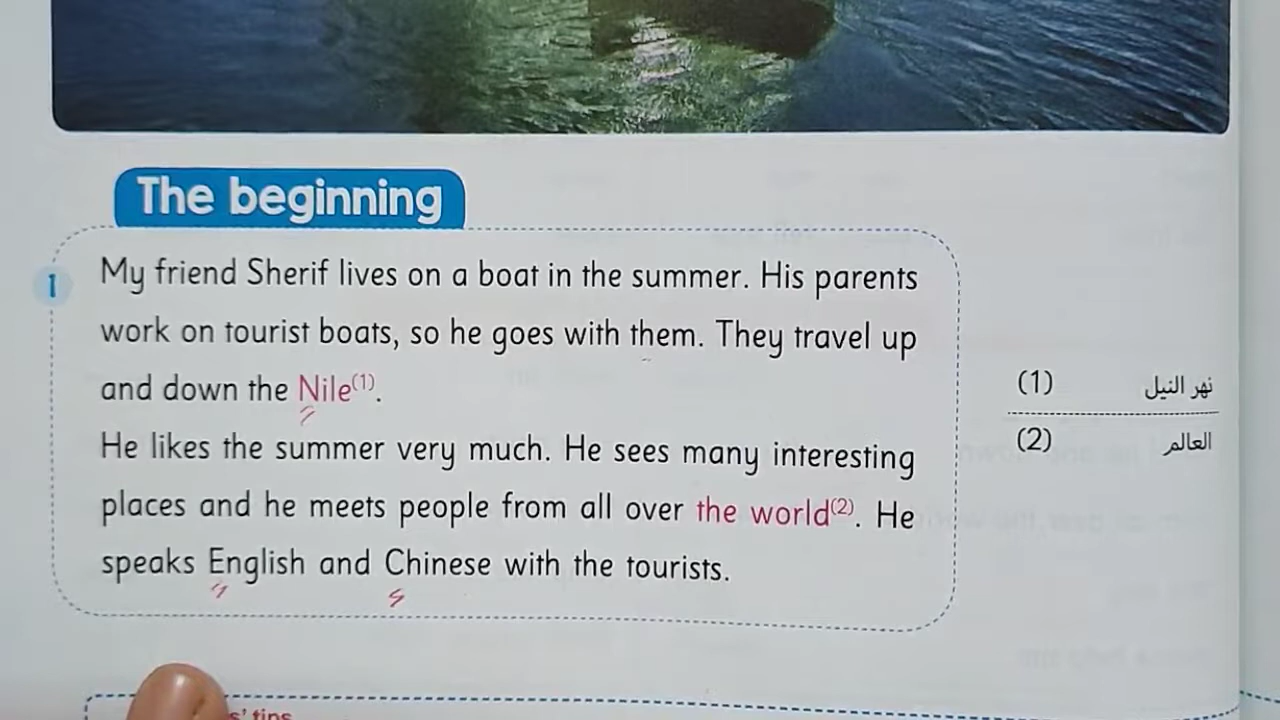 The beginning
1
My friend Sherif lives on a boat in the summer. His parents
work on tourist boats, so he goes with them. They travel up
and down the Nile(1).
He likes the summer very much. He sees many interesting
places and he meets people from all over the world(2). He
speaks English and Chinese with the tourists.
(1) نهر النيل
(2) العالم
s' tips